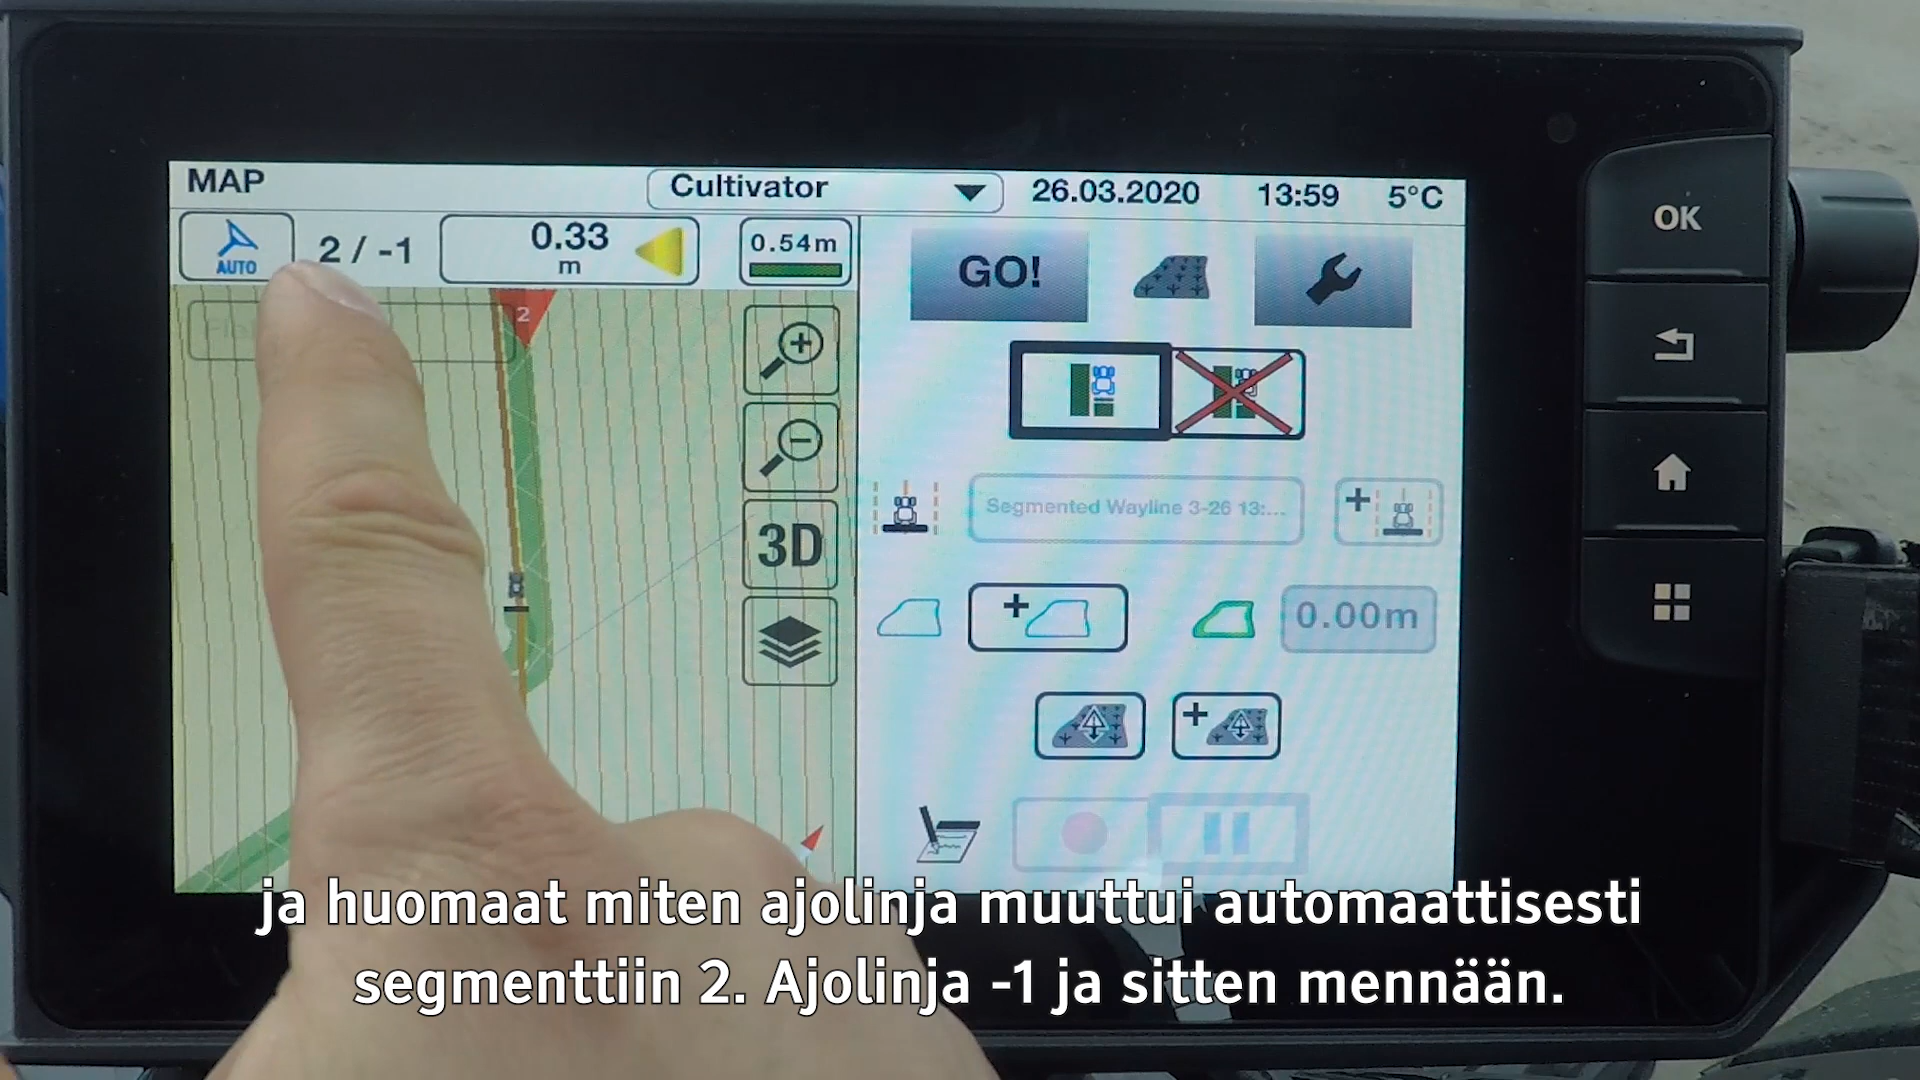 MAP
Cultivator
26.03.2020
13:59
5°C
AUTO
2 / -1
0.33
m
0.54m
GO!
2
3D
Segmented Wayline 3-26 13:...
0.00m
OK
ja huomaat miten ajolinja muuttui automaattisesti
segmenttiin 2. Ajolinja -1 ja sitten mennään.